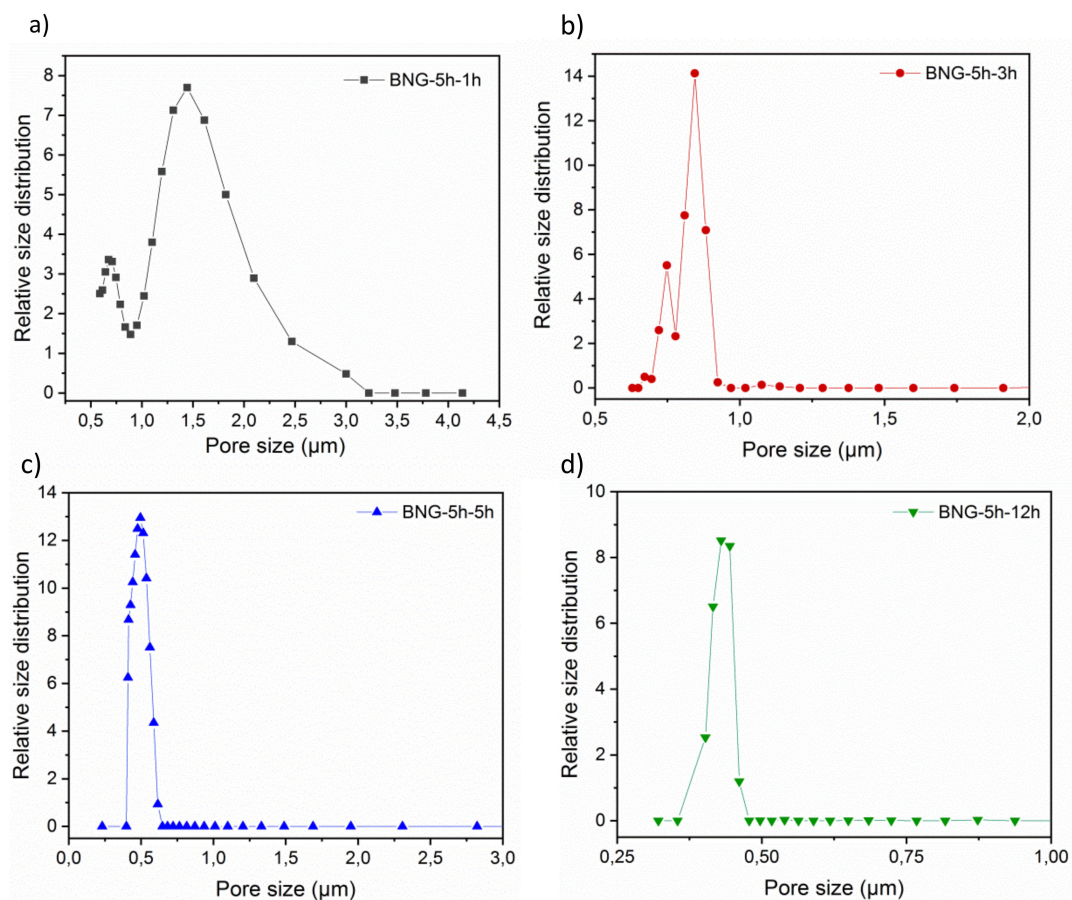 a)
BNG-5h-1h
Relative size distribution
8
7
6
5
4
3
2
1
0
0,5 1,0 1,5 2,0 2,5 3,0 3,5 4,0 4,5
Pore size (µm)
b)
BNG-5h-3h
Relative size distribution
14
12
10
8
6
4
2
0
0,5 1,0 1,5 2,0
Pore size (µm)
c)
BNG-5h-5h
Relative size distribution
14
12
10
8
6
4
2
0
0,0 0,5 1,0 1,5 2,0 2,5 3,0
Pore size (µm)
d)
BNG-5h-12h
Relative size distribution
10
8
6
4
2
0
0,25 0,50 0,75 1,00
Pore size (µm)